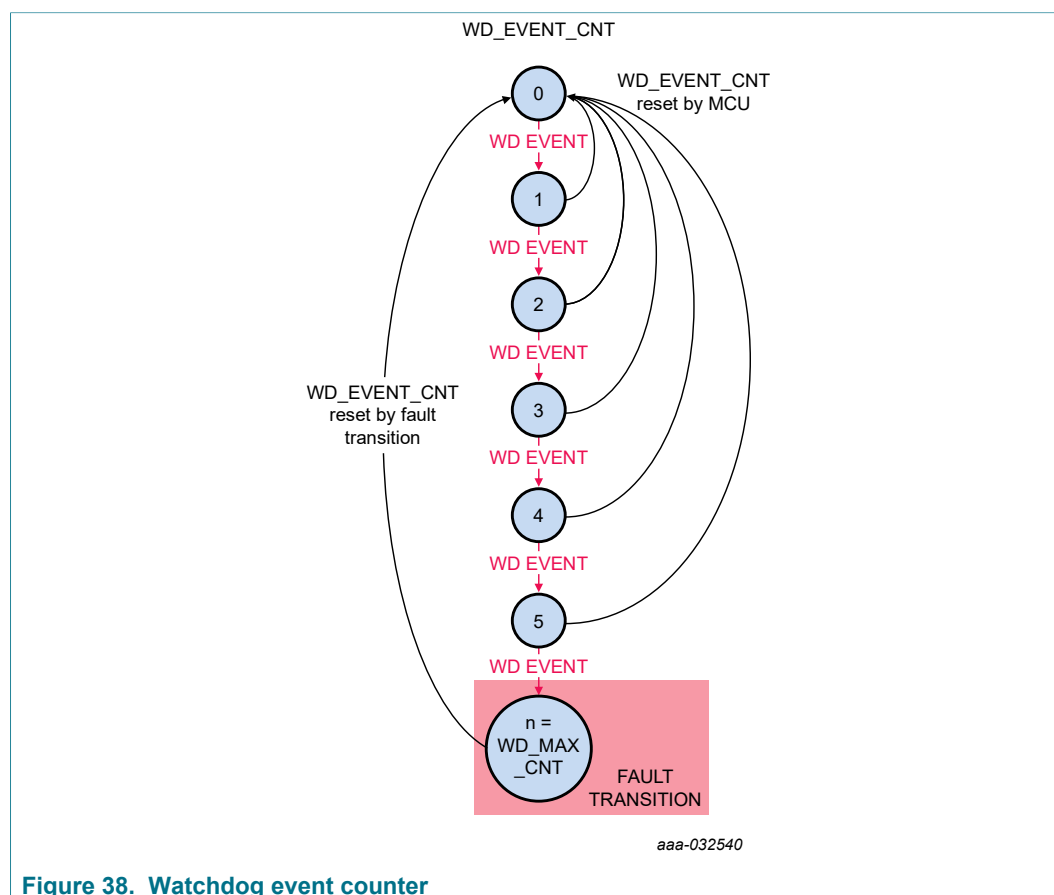 WD_EVENT_CNT
0
WD_EVENT_CNT
reset by MCU
WD EVENT
1
WD EVENT
2
WD EVENT
WD_EVENT_CNT
reset by fault
transition
3
WD EVENT
4
WD EVENT
5
WD EVENT
n =
WD_MAX
_CNT
FAULT
TRANSITION
aaa-032540
Figure 38. Watchdog event counter